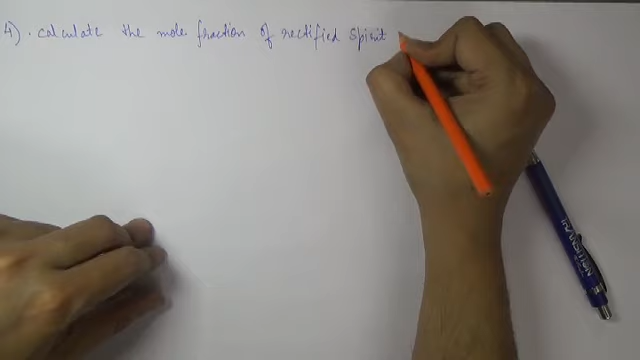 4). calculate the mole fraction of rectified spirit